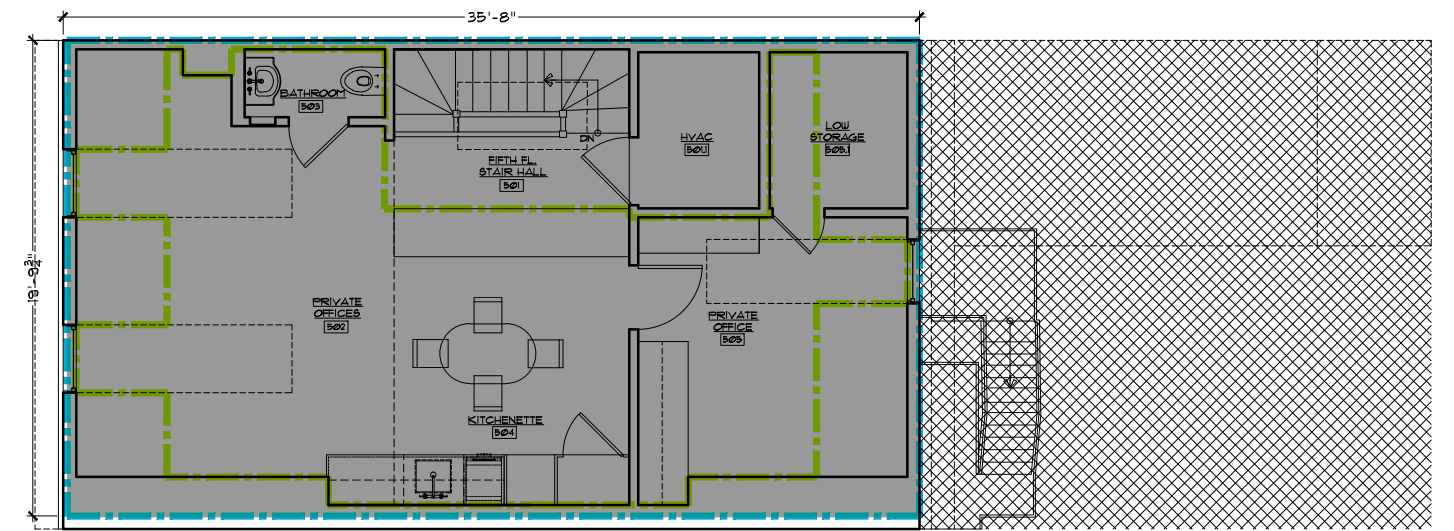 35'-8"
BATHROOM
503
DN
HVAC
501.1
LOW
STORAGE
505.1
FIFTH FL.
STAIR HALL
501
19'-9¾"
PRIVATE
OFFICES
502
PRIVATE
OFFICE
505
KITCHENETTE
504